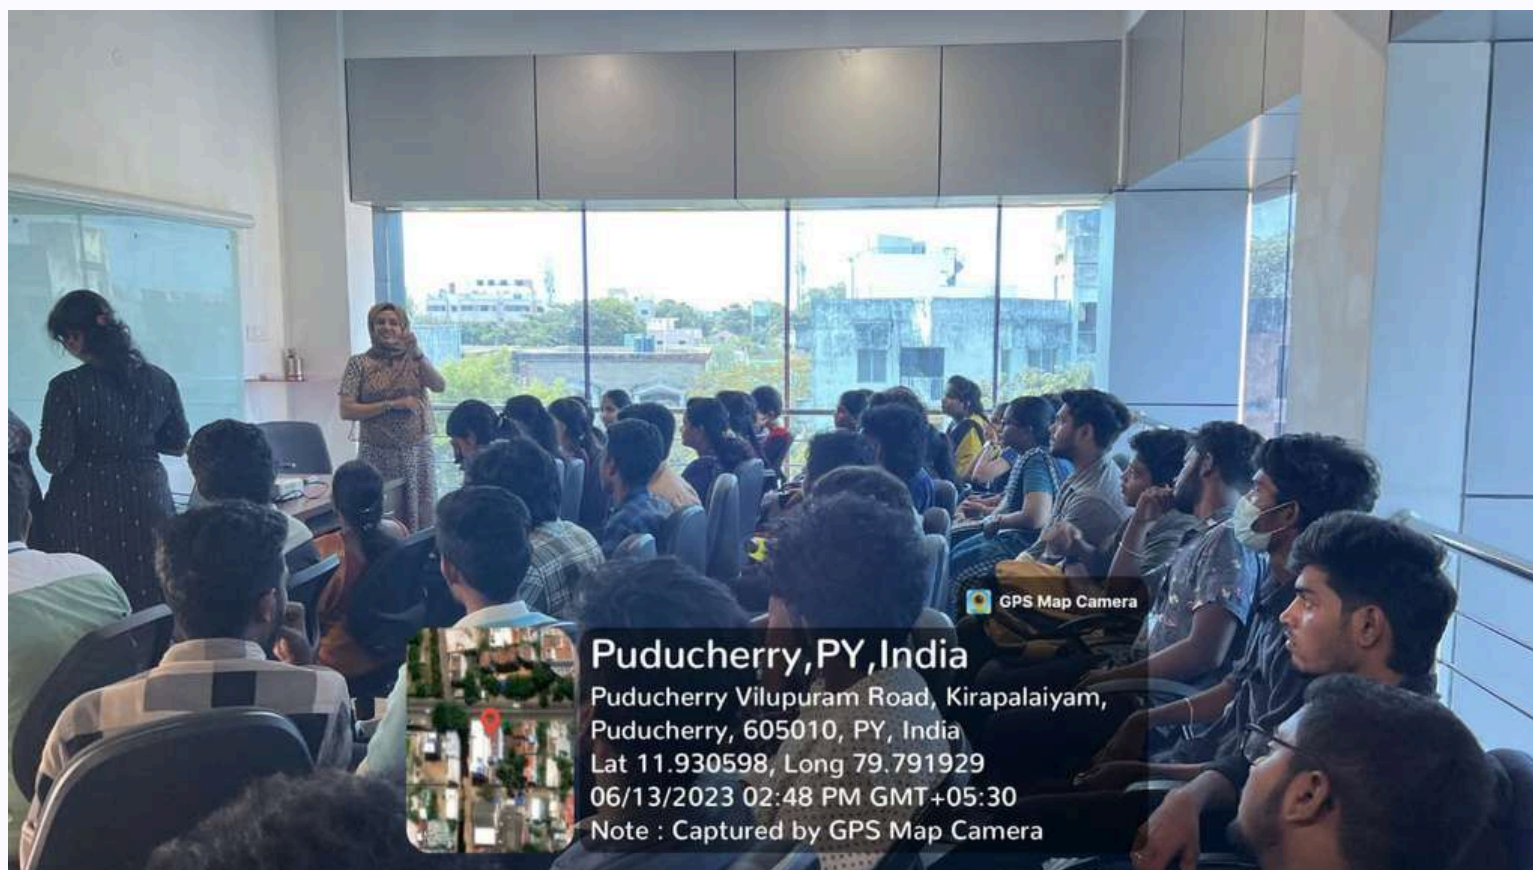 GPS Map Camera
Puducherry,PY,India
Puducherry Vilupuram Road, Kirapalaiyam,
Puducherry, 605010, PY, India
Lat 11.930598, Long 79.791929
06/13/2023 02:48 PM GMT+05:30
Note : Captured by GPS Map Camera